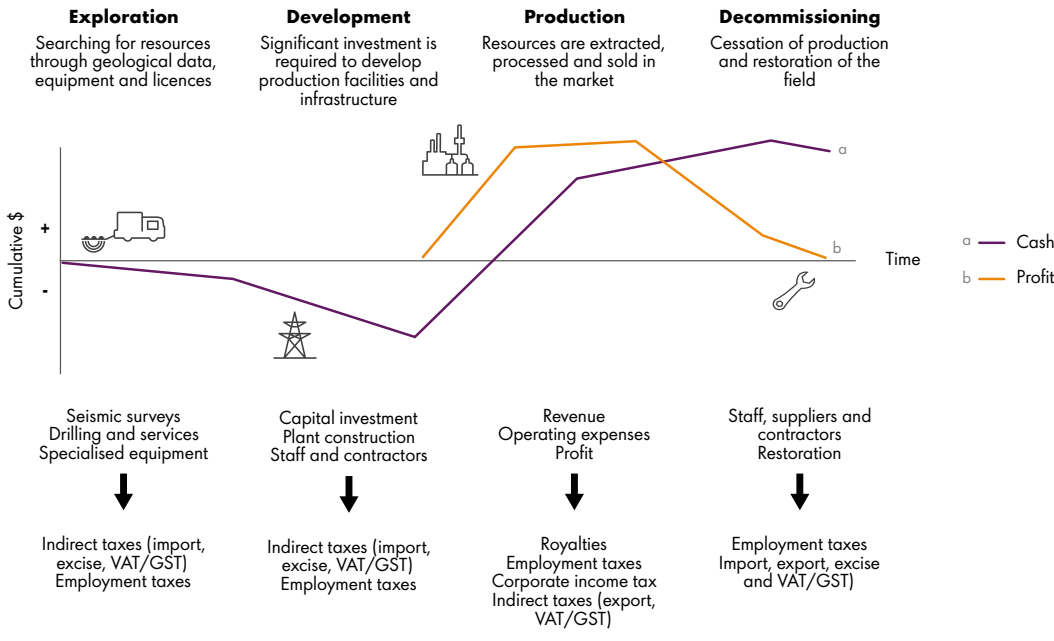 Exploration
Searching for resources
through geological data,
equipment and licences
Development
Significant investment is
required to develop
production facilities and
infrastructure
Production
Resources are extracted,
processed and sold in
the market
Decommissioning
Cessation of production
and restoration of the
field
Cumulative $
+
-
a
b
Time
a Cash
b Profit
Seismic surveys
Drilling and services
Specialised equipment
Capital investment
Plant construction
Staff and contractors
Revenue
Operating expenses
Profit
Staff, suppliers and
contractors
Restoration
Indirect taxes (import,
excise, VAT/GST)
Employment taxes
Indirect taxes (import,
excise, VAT/GST)
Employment taxes
Royalties
Employment taxes
Corporate income tax
Indirect taxes (export,
VAT/GST)
Employment taxes
Import, export, excise
and VAT/GST)